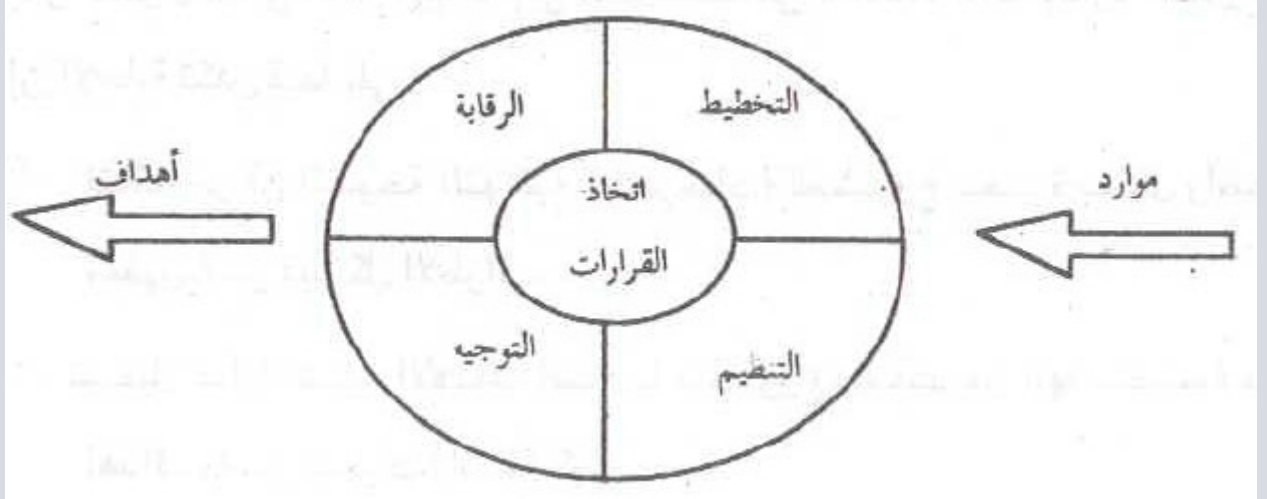 موارد
التخطيط
التنظيم
التوجيه
الرقابة
اتخاذ
القرارات
أهداف